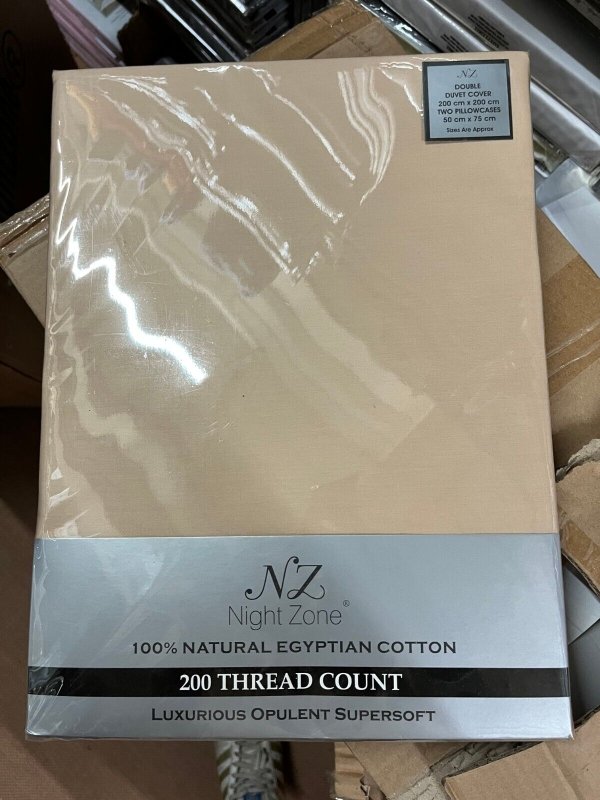 NZ
DOUBLE
DUVET COVER
200 cm x 200 cm
TWO PILLOWCASES
50 cm x 75 cm
Sizes Are Approx
NZ
Night Zone®
100% NATURAL EGYPTIAN COTTON
200 THREAD COUNT
LUXURIOUS OPULENT SUPERSOFT